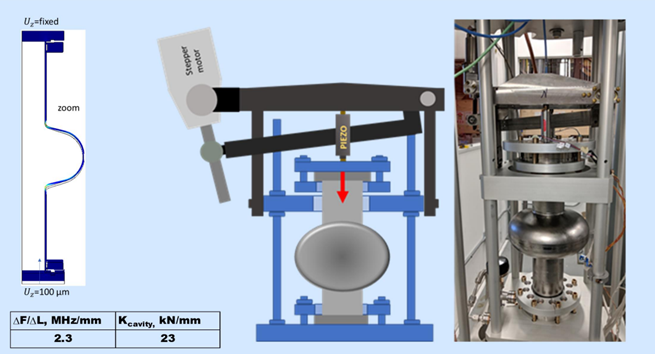 Uz=fixed
zoom
Uz=100 μm
ΔF/ΔL, MHz/mm
Kcavity, kN/mm
2.3
23
Stepper
motor
PIEZO